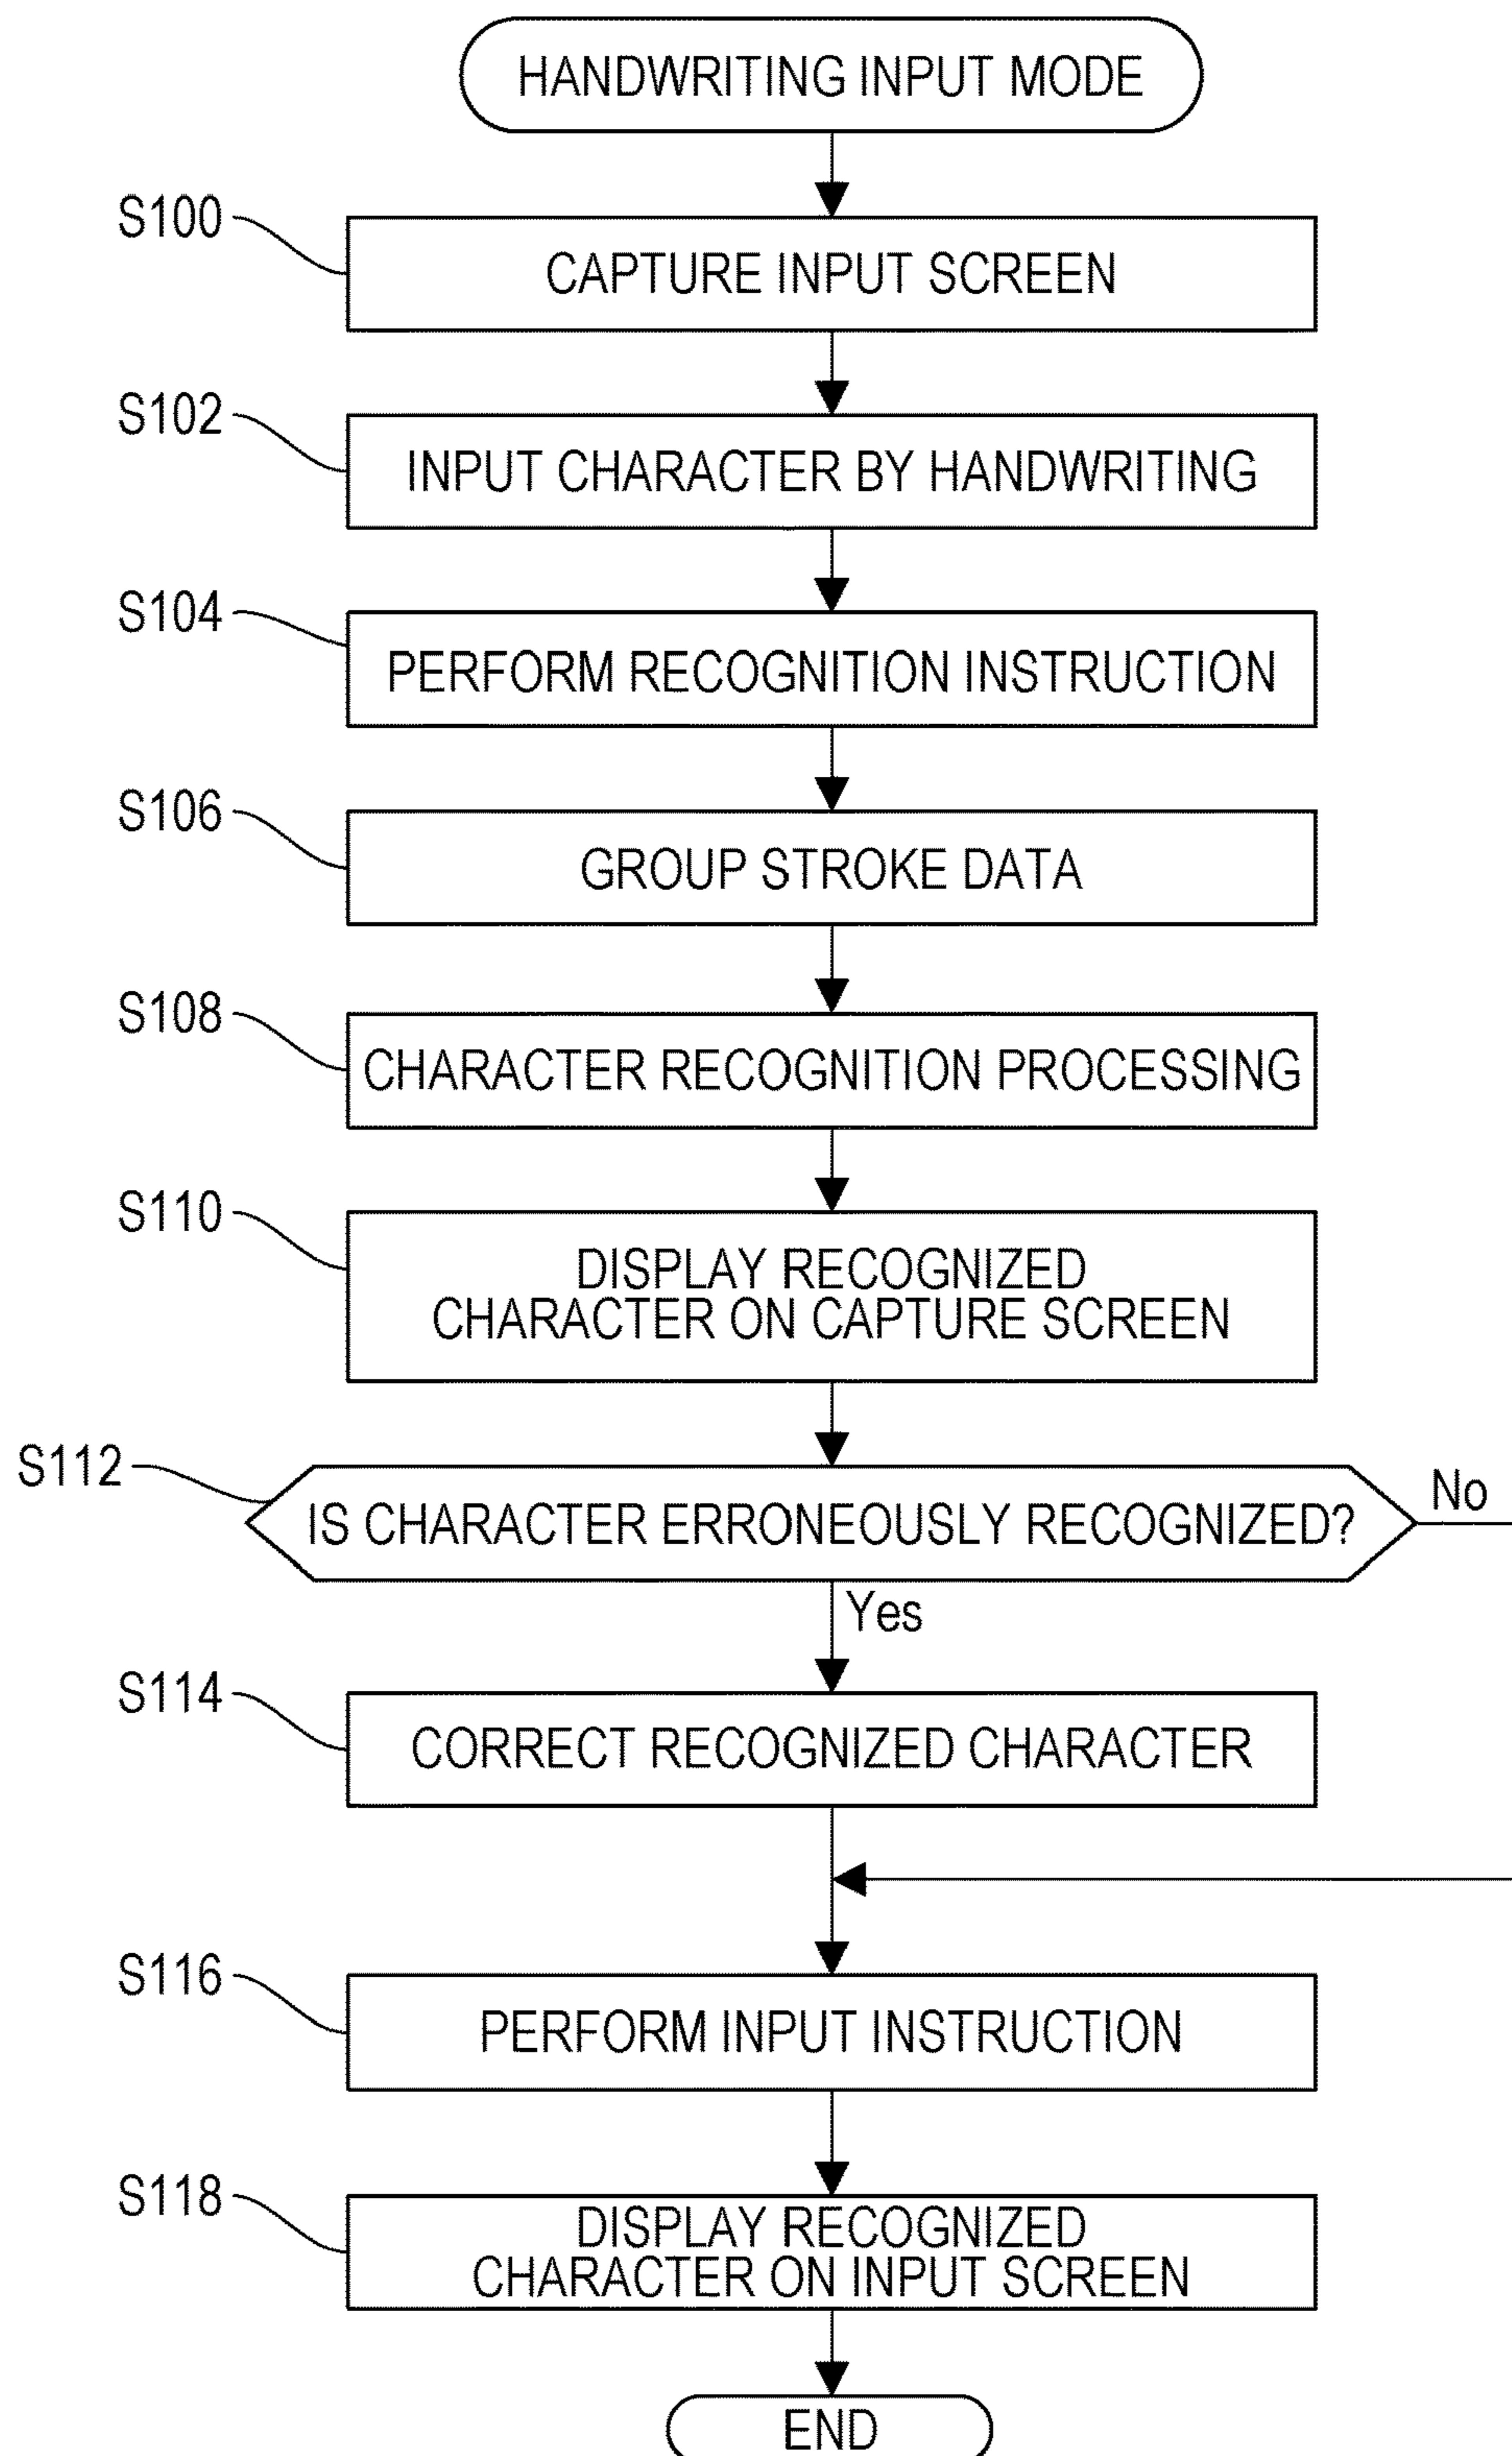 HANDWRITING INPUT MODE
S100
CAPTURE INPUT SCREEN
S102
INPUT CHARACTER BY HANDWRITING
S104
PERFORM RECOGNITION INSTRUCTION
S106
GROUP STROKE DATA
S108
CHARACTER RECOGNITION PROCESSING
S110
DISPLAY RECOGNIZED
CHARACTER ON CAPTURE SCREEN
S112
IS CHARACTER ERRONEOUSLY RECOGNIZED?
No
Yes
S114
CORRECT RECOGNIZED CHARACTER
S116
PERFORM INPUT INSTRUCTION
S118
DISPLAY RECOGNIZED
CHARACTER ON INPUT SCREEN
END